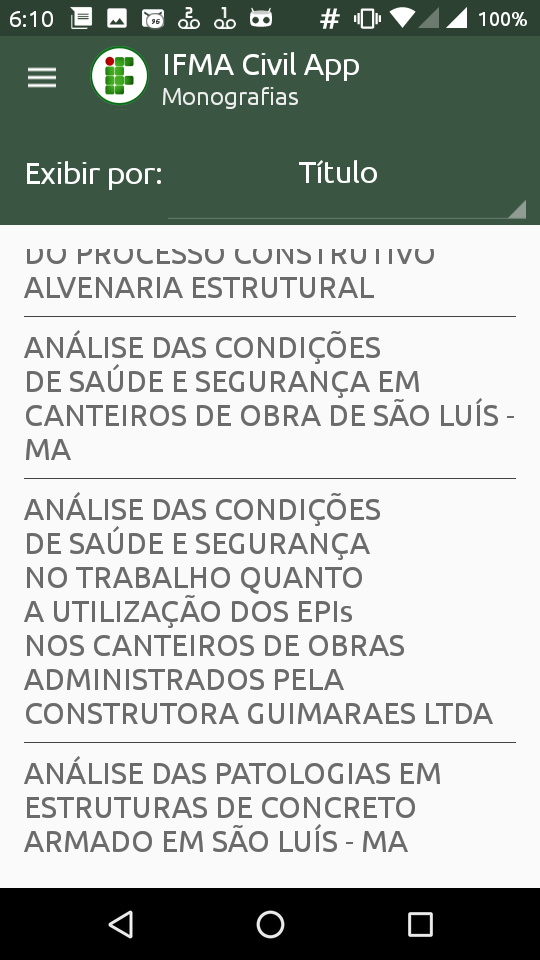 6:10
96
2
1
#
100%
IFMA Civil App
Monografias
Exibir por:
Título
DO PROCESSO CONSTRUTIVO
ALVENARIA ESTRUTURAL
ANÁLISE DAS CONDIÇÕES
DE SAÚDE E SEGURANÇA EM
CANTEIROS DE OBRA DE SÃO LUÍS -
MA
ANÁLISE DAS CONDIÇÕES
DE SAÚDE E SEGURANÇA
NO TRABALHO QUANTO
A UTILIZAÇÃO DOS EPIs
NOS CANTEIROS DE OBRAS
ADMINISTRADOS PELA
CONSTRUTORA GUIMARAES LTDA
ANÁLISE DAS PATOLOGIAS EM
ESTRUTURAS DE CONCRETO
ARMADO EM SÃO LUÍS - MA